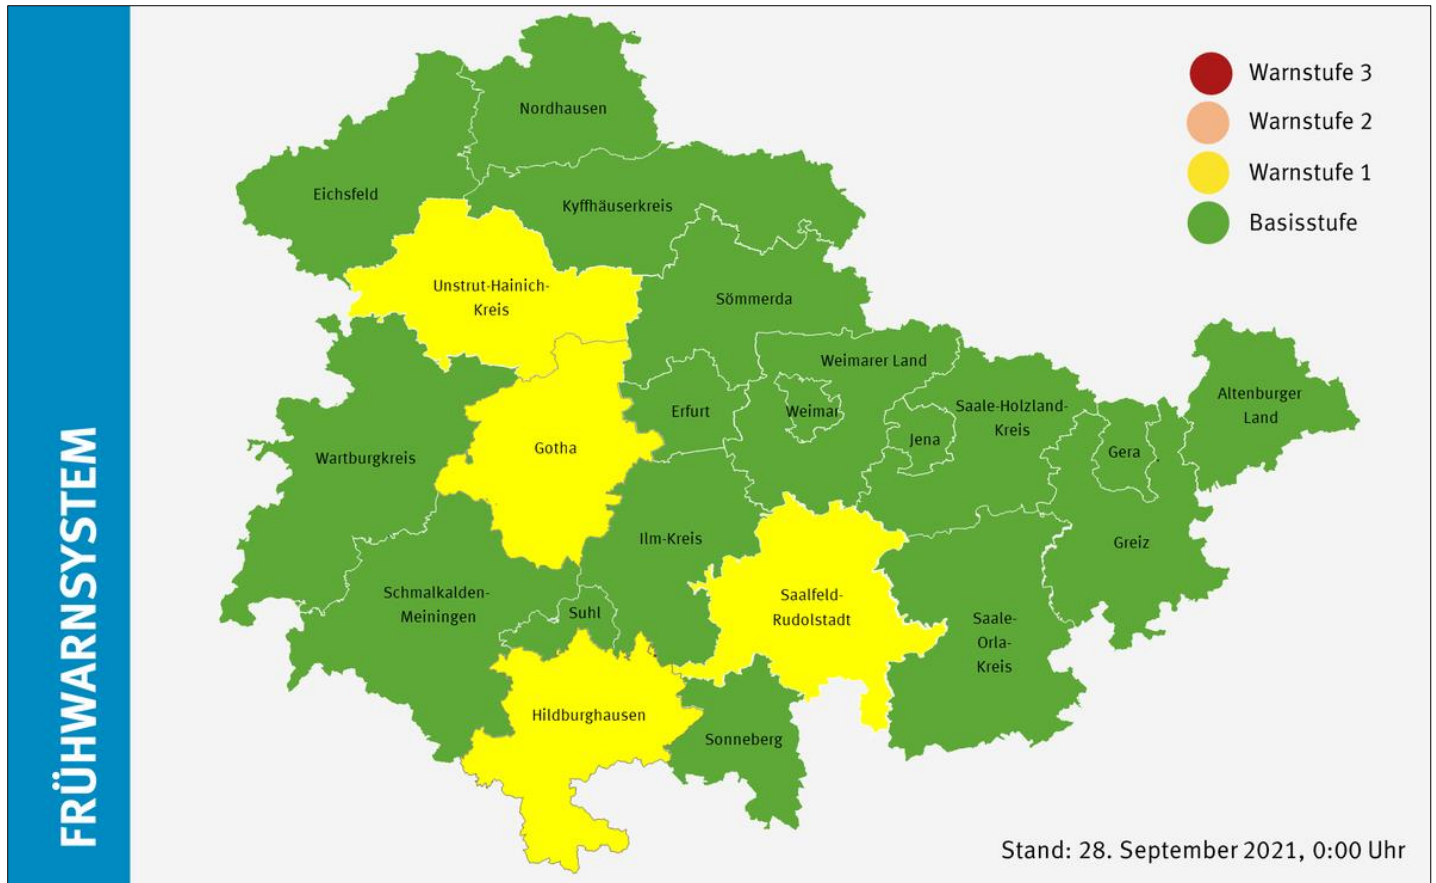 FRÜHWARNSYSTEM
Warnstufe 3
Warnstufe 2
Warnstufe 1
Basisstufe
Nordhausen
Eichsfeld
Kyffhäuserkreis
Unstrut-Hainich-
Kreis
Sömmerda
Weimarer Land
Altenburger
Land
Saale-Holzland-
Kreis
Erfurt
Weimar
Jena
Gera
Gotha
Wartburgkreis
Ilm-Kreis
Greiz
Schmalkalden-
Meiningen
Suhl
Saalfeld-
Rudolstadt
Saale-
Orla-
Kreis
Hildburghausen
Sonneberg
Stand: 28. September 2021, 0:00 Uhr